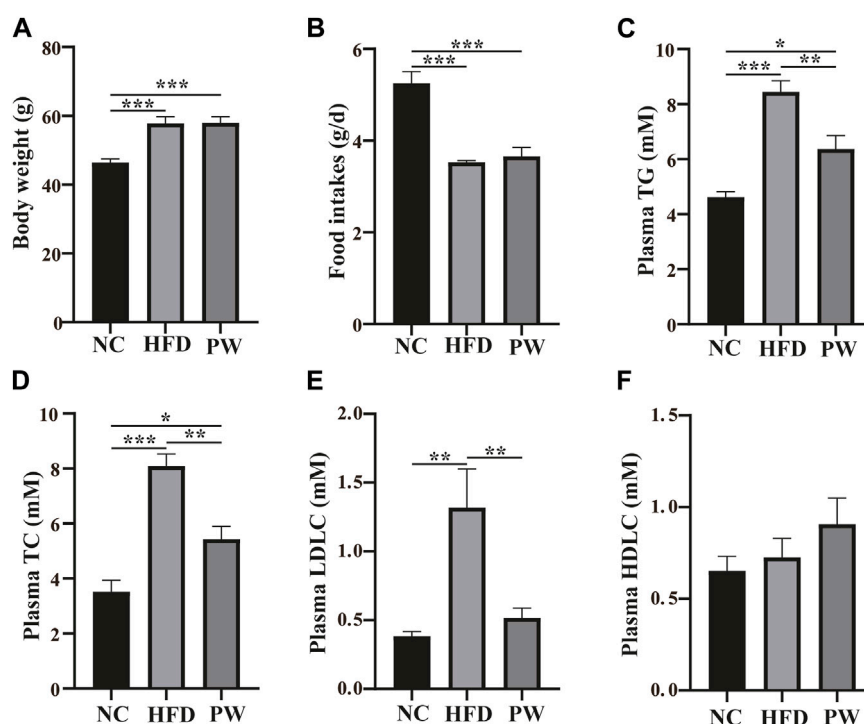 A
Body weight (g)
80
60
40
20
0
***
***
NC HFD PW
B
Food intakes (g/d)
6
4
2
0
***
***
NC HFD PW
C
Plasma TG (mM)
10
8
6
4
2
0
*
*** **
NC HFD PW
D
Plasma TC (mM)
10
8
6
4
2
0
*
*** **
NC HFD PW
E
Plasma LDLC (mM)
2.0
1.5
1.0
0.5
0.0
** **
NC HFD PW
F
Plasma HDLC (mM)
1.5
1.0
0.5
0.0
NC HFD PW